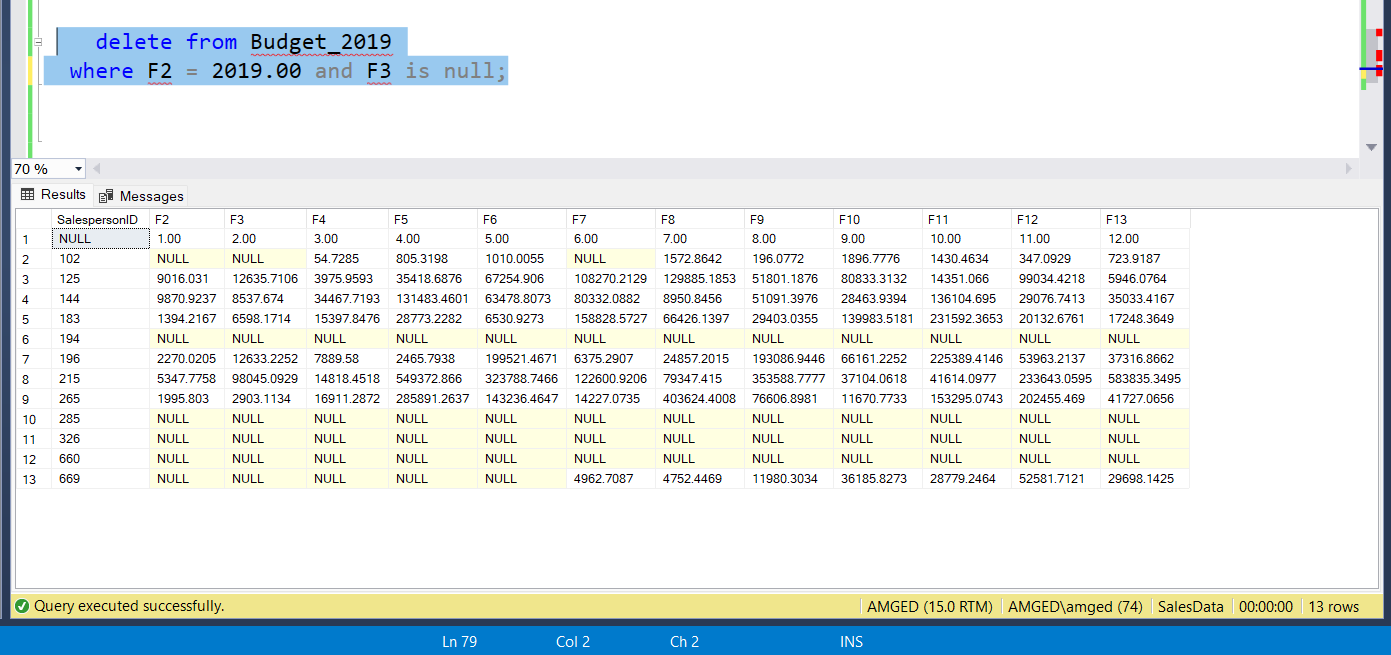 delete from Budget_2019
where F2 = 2019.00 and F3 is null;
70 %
Results Messages
SalespersonID F2 F3 F4 F5 F6 F7 F8 F9 F10 F11 F12 F13
1 NULL 1.00 2.00 3.00 4.00 5.00 6.00 7.00 8.00 9.00 10.00 11.00 12.00
2 102 NULL NULL 54.7285 805.3198 1010.0055 NULL 1572.8642 196.0772 1896.7776 1430.4634 347.0929 723.9187
3 125 9016.031 12635.7106 3975.9593 35418.6876 67254.906 108270.2129 129885.1853 51801.1876 80833.3132 14351.066 99034.4218 5946.0764
4 144 9870.9237 8537.674 34467.7193 131483.4601 63478.8073 80332.0882 8950.8456 51091.3976 28463.9394 136104.695 29076.7413 35033.4167
5 183 1394.2167 6598.1714 15397.8476 28773.2282 6530.9273 158828.5727 66426.1397 29403.0355 139983.5181 231592.3653 20132.6761 17248.3649
6 194 NULL NULL NULL NULL NULL NULL NULL NULL NULL NULL NULL NULL
7 196 2270.0205 12633.2252 7889.58 2465.7938 199521.4671 6375.2907 24857.2015 193086.9446 66161.2252 225389.4146 53963.2137 37316.8662
8 215 5347.7758 98045.0929 14818.4518 549372.866 323788.7466 122600.9206 79347.415 353588.7777 37104.0618 41614.0977 233643.0595 583835.3495
9 265 1995.803 2903.1134 16911.2872 285891.2637 143236.4647 14227.0735 403624.4008 76606.8981 11670.7733 153295.0743 202455.469 41727.0656
10 285 NULL NULL NULL NULL NULL NULL NULL NULL NULL NULL NULL NULL
11 326 NULL NULL NULL NULL NULL NULL NULL NULL NULL NULL NULL NULL
12 660 NULL NULL NULL NULL NULL NULL NULL NULL NULL NULL NULL NULL
13 669 NULL NULL NULL NULL NULL 4962.7087 4752.4469 11980.3034 36185.8273 28779.2464 52581.7121 29698.1425
Query executed successfully. AMGED (15.0 RTM) AMGED\amged (74) SalesData 00:00:00 13 rows
Ln 79 Col 2 Ch 2 INS